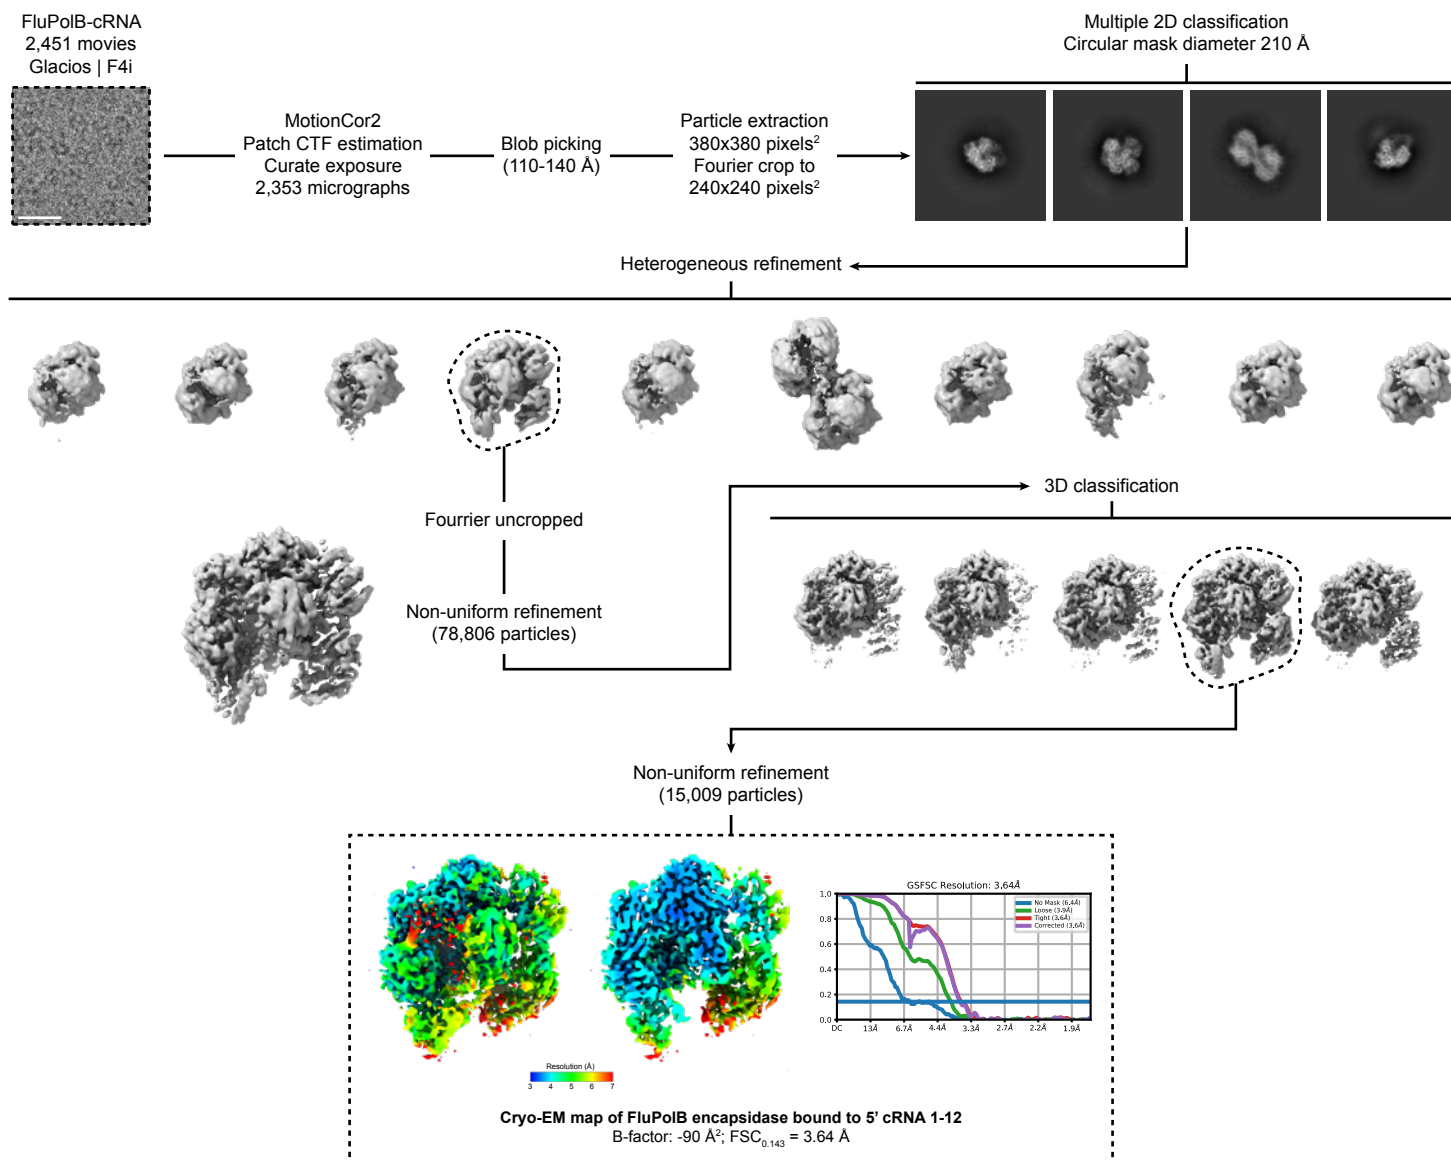 FluPolB-cRNA
2,451 movies
Glacios | F4i
MotionCor2
Patch CTF estimation
Curate exposure
2,353 micrographs
Blob picking
(110-140 Å)
Particle extraction
380x380 pixels²
Fourier crop to
240x240 pixels²
Multiple 2D classification
Circular mask diameter 210 Å
Heterogeneous refinement
Fourrier uncropped
Non-uniform refinement
(78,806 particles)
3D classification
Non-uniform refinement
(15,009 particles)
GSFSC Resolution: 3.64Å
No Mask (6.4Å)
Loose (3.9Å)
Tight (3.6Å)
Corrected (3.6Å)
1.0
0.8
0.6
0.4
0.2
0.0
DC 13Å 6.7Å 4.4Å 3.3Å 2.7Å 2.2Å 1.9Å
Resolution (Å)
3 4 5 6 7
Cryo-EM map of FluPolB encapsidase bound to 5' cRNA 1-12
B-factor: -90 Å²; FSC0.143 = 3.64 Å